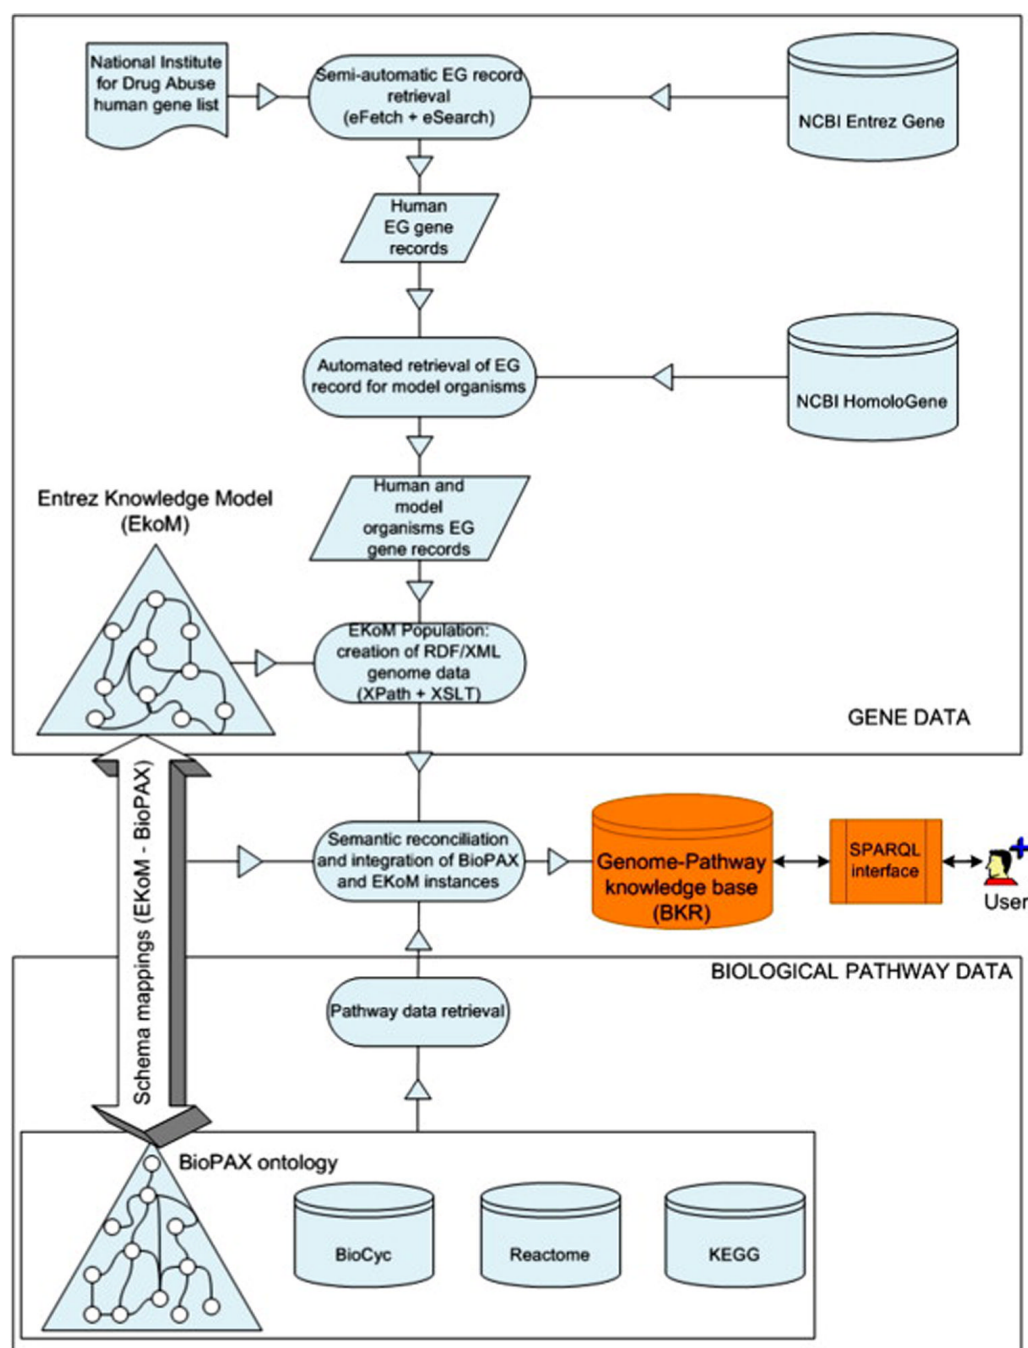 National Institute
for Drug Abuse
human gene list
Semi-automatic EG record
retrieval
(eFetch + eSearch)
NCBI Entrez Gene
Human
EG gene
records
Automated retrieval of EG
record for model organisms
NCBI HomoloGene
Human and
model
organisms EG
gene records
Entrez Knowledge Model
(EkoM)
EKoM Population:
creation of RDF/XML
genome data
(XPath + XSLT)
GENE DATA
Schema mappings (EKoM - BioPAX)
Semantic reconciliation
and integration of BioPAX
and EKoM instances
Genome-Pathway
knowledge base
(BKR)
SPARQL
interface
User
BIOLOGICAL PATHWAY DATA
Pathway data retrieval
BioPAX ontology
BioCyc
Reactome
KEGG